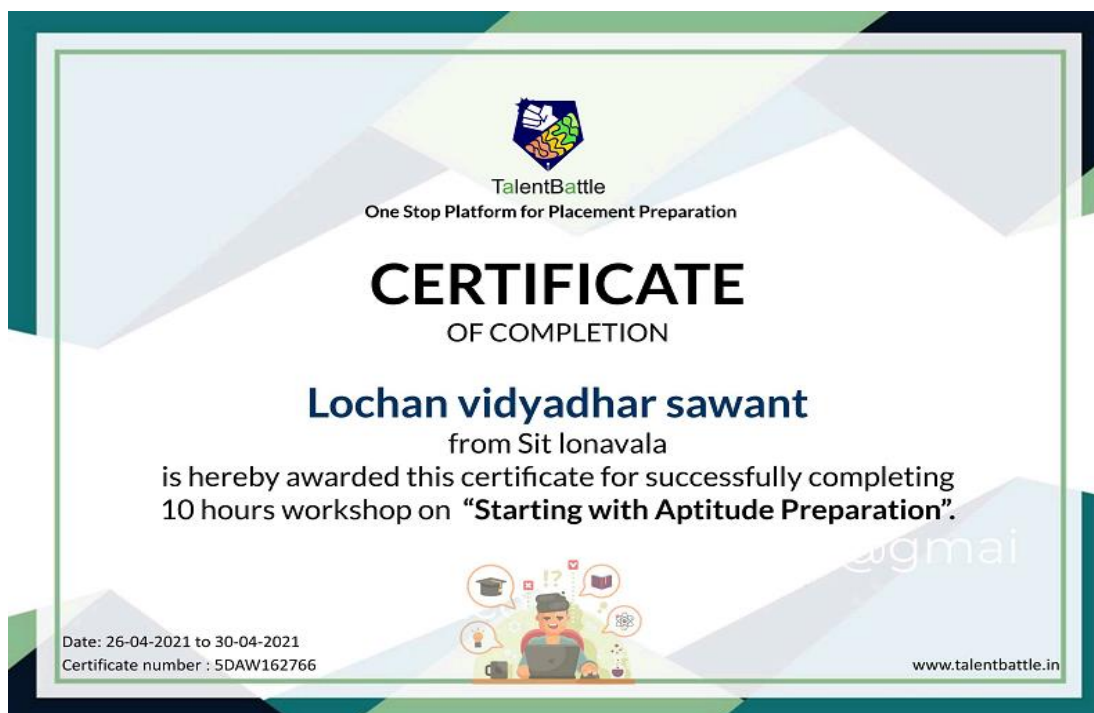 TalentBattle
One Stop Platform for Placement Preparation
CERTIFICATE
OF COMPLETION
Lochan vidyadhar sawant
from Sit lonavala
is hereby awarded this certificate for successfully completing
10 hours workshop on “Starting with Aptitude Preparation”.
@gmai
!?
Date: 26-04-2021 to 30-04-2021
Certificate number : 5DAW162766
www.talentbattle.in